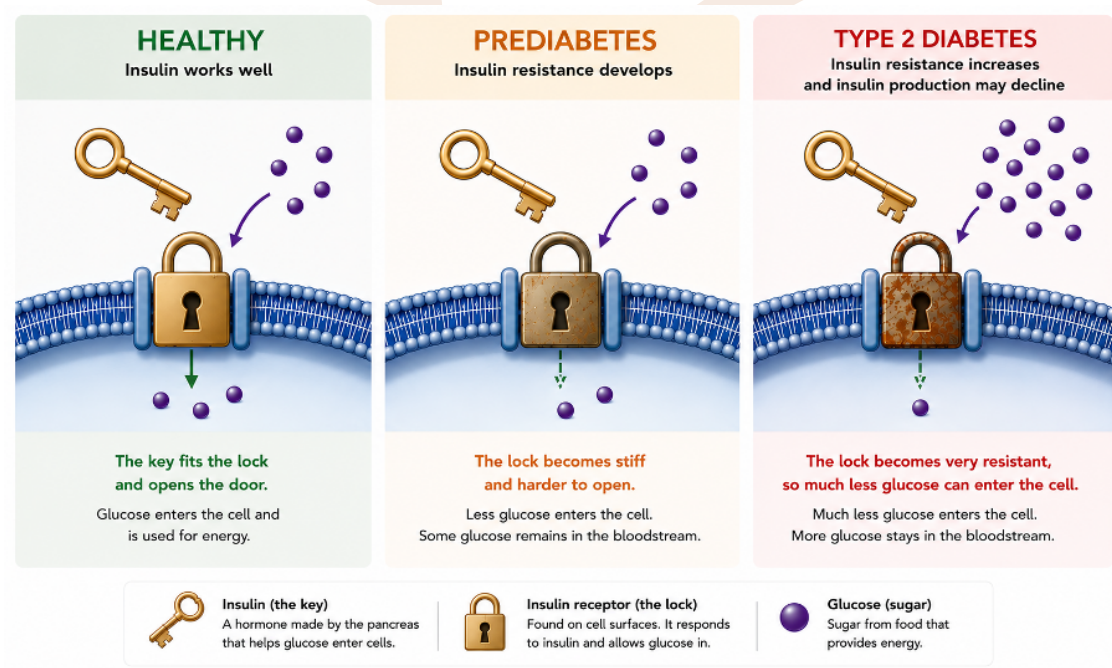 HEALTHY
Insulin works well
PREDIABETES
Insulin resistance develops
TYPE 2 DIABETES
Insulin resistance increases
and insulin production may decline
The key fits the lock
and opens the door.
Glucose enters the cell and
is used for energy.
The lock becomes stiff
and harder to open.
Less glucose enters the cell.
Some glucose remains in the bloodstream.
The lock becomes very resistant,
so much less glucose can enter the cell.
Much less glucose enters the cell.
More glucose stays in the bloodstream.
Insulin (the key)
A hormone made by the pancreas
that helps glucose enter cells.
Insulin receptor (the lock)
Found on cell surfaces. It responds
to insulin and allows glucose in.
Glucose (sugar)
Sugar from food that
provides energy.